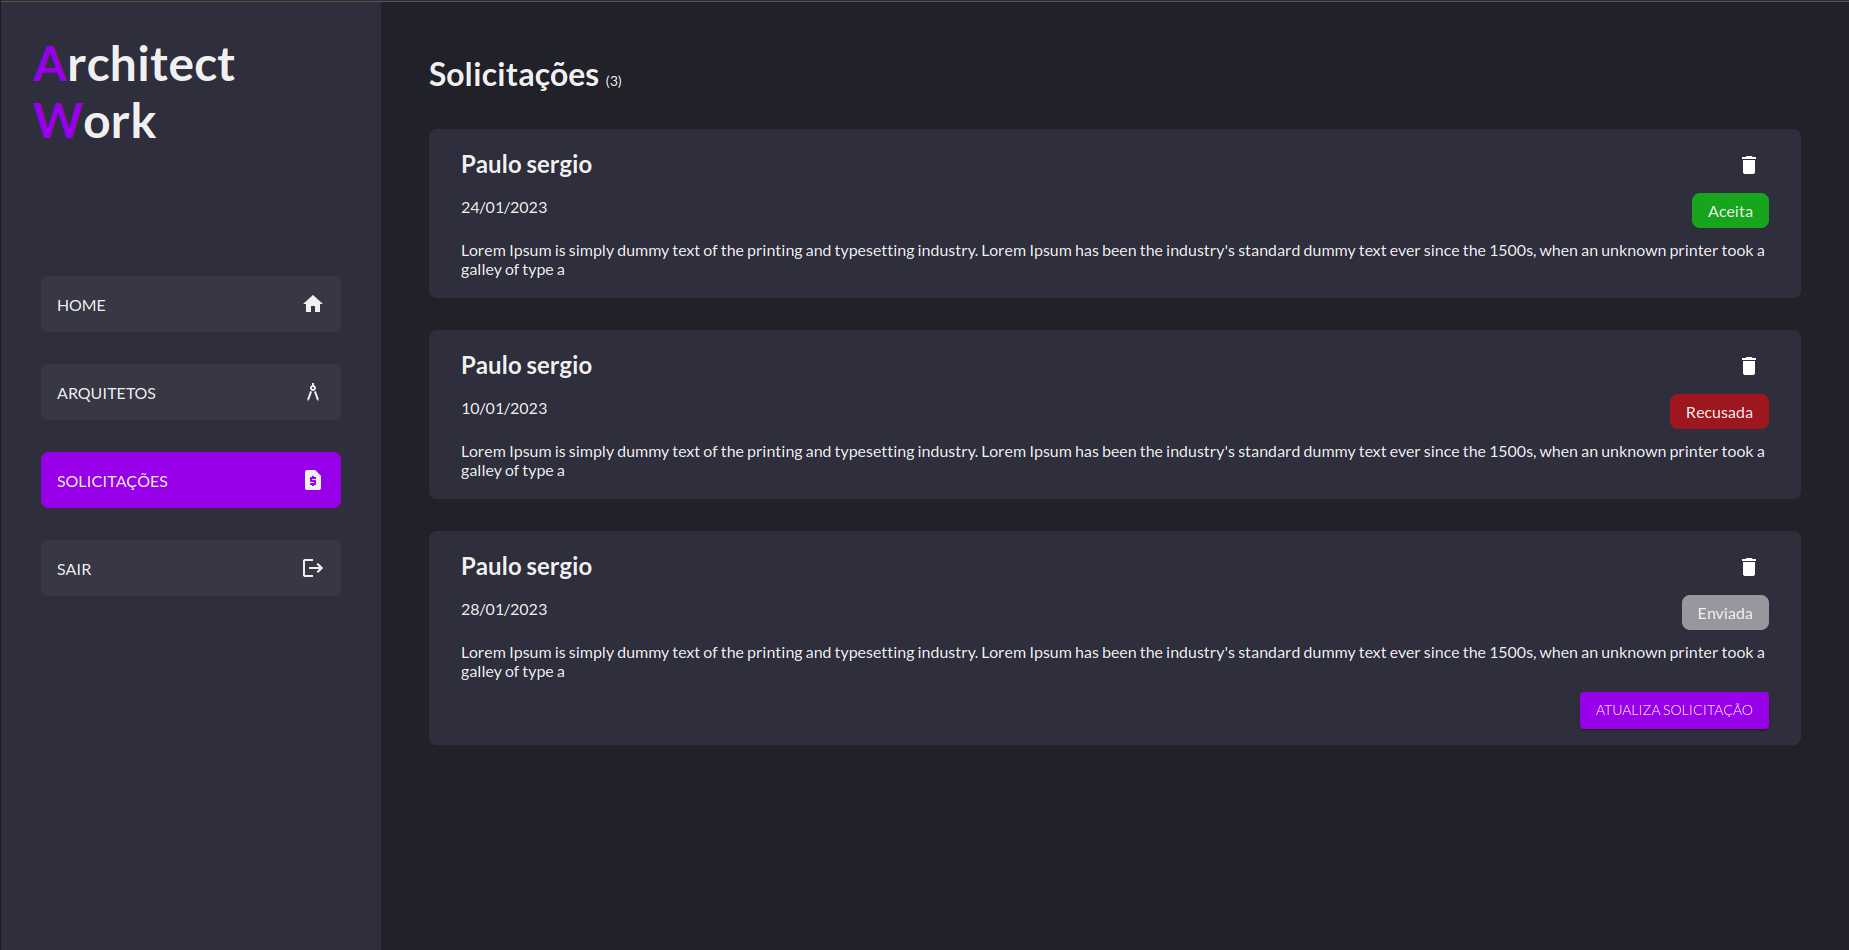 Architect
Work
HOME
ARQUITETOS
SOLICITAÇÕES
SAIR
Solicitações (3)
Paulo sergio
24/01/2023
Aceita
Lorem Ipsum is simply dummy text of the printing and typesetting industry. Lorem Ipsum has been the industry's standard dummy text ever since the 1500s, when an unknown printer took a
galley of type a
Paulo sergio
10/01/2023
Recusada
Lorem Ipsum is simply dummy text of the printing and typesetting industry. Lorem Ipsum has been the industry's standard dummy text ever since the 1500s, when an unknown printer took a
galley of type a
Paulo sergio
28/01/2023
Enviada
Lorem Ipsum is simply dummy text of the printing and typesetting industry. Lorem Ipsum has been the industry's standard dummy text ever since the 1500s, when an unknown printer took a
galley of type a
ATUALIZA SOLICITAÇÃO